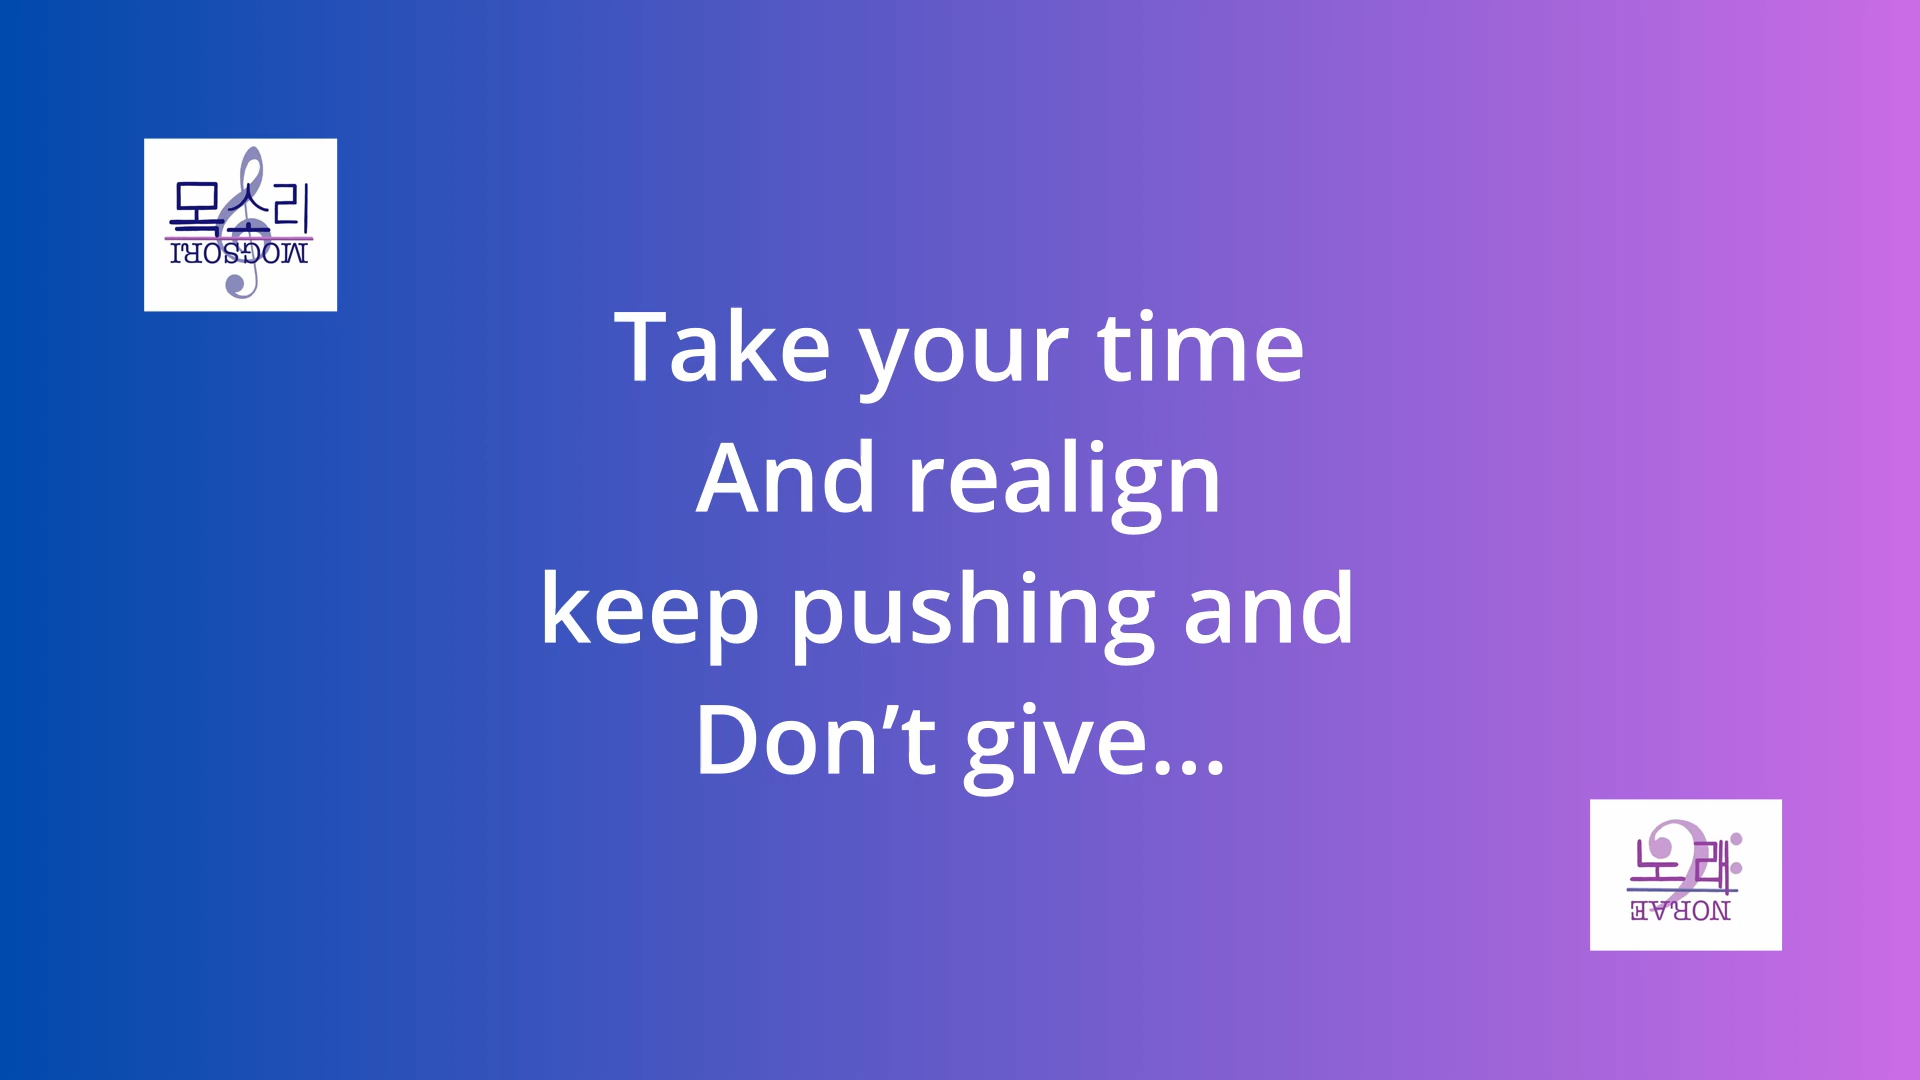 목소리
MOGSORI
Take your time
And realign
keep pushing and
Don’t give...
노래
NORAE